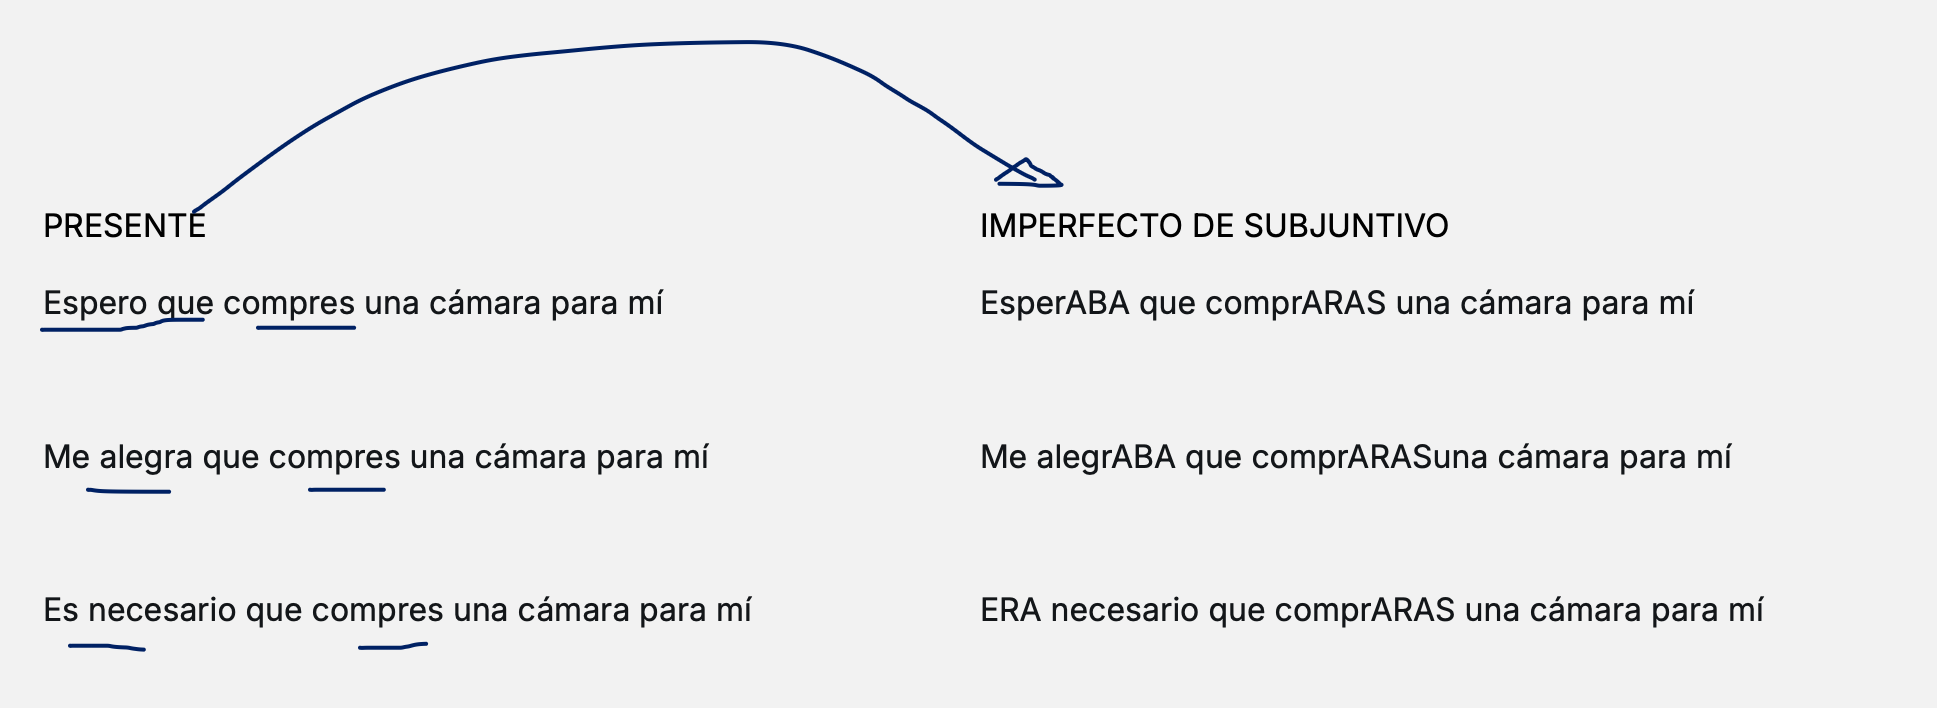 PRESENTE
IMPERFECTO DE SUBJUNTIVO
Espero que compres una cámara para mí
EsperABA que comprARAS una cámara para mí
Me alegra que compres una cámara para mí
Me alegrABA que comprARASuna cámara para mí
Es necesario que compres una cámara para mí
ERA necesario que comprARAS una cámara para mí